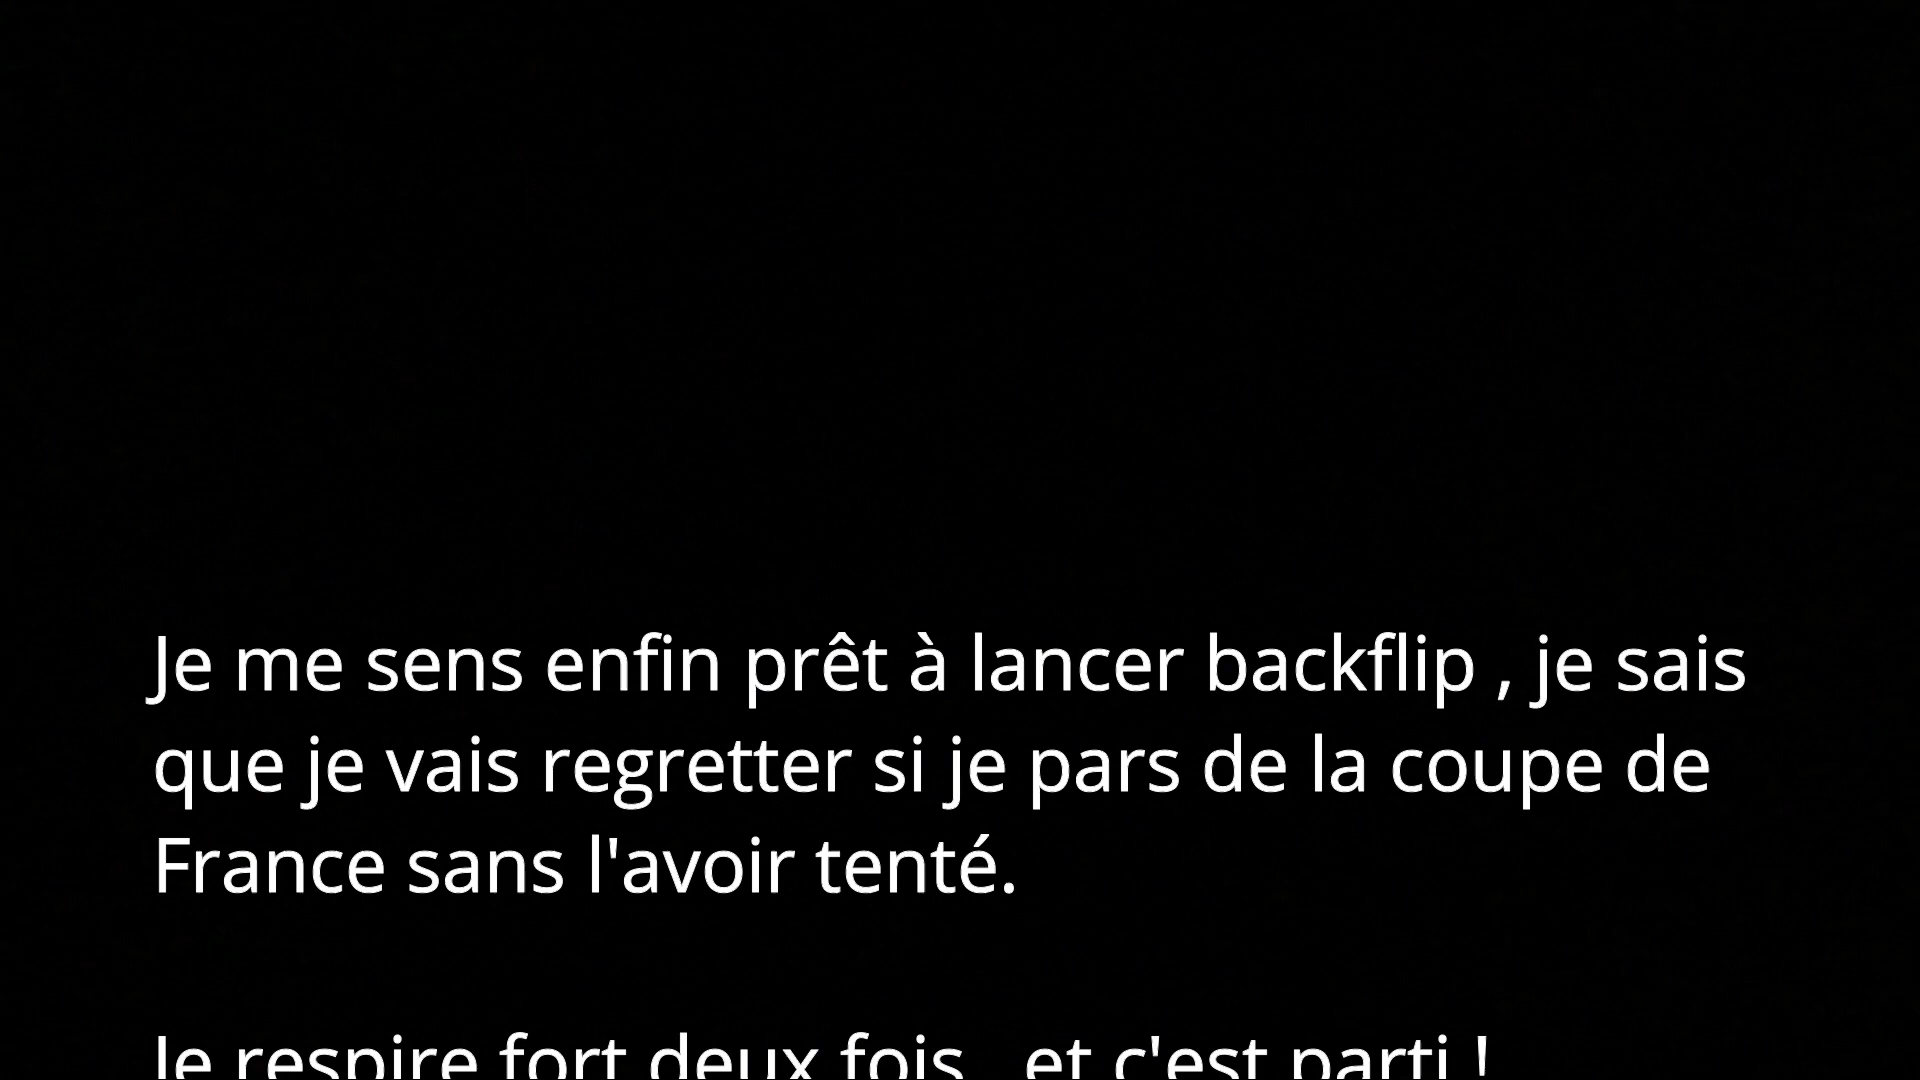 Je me sens enfin prêt à lancer backflip , je sais
que je vais regretter si je pars de la coupe de
France sans l'avoir tenté.
Je respire fort deux fois , et c'est parti !